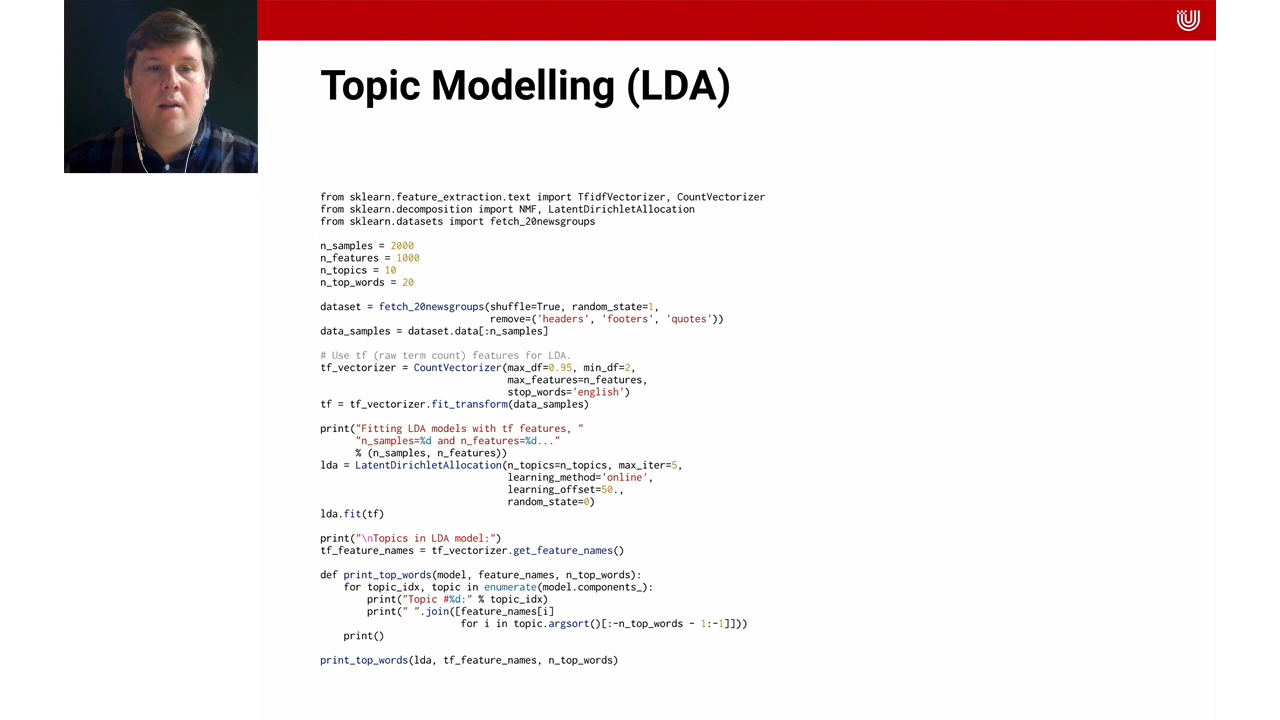 Topic Modelling (LDA)
from sklearn.feature_extraction.text import TfidfVectorizer, CountVectorizer
from sklearn.decomposition import NMF, LatentDirichletAllocation
from sklearn.datasets import fetch_20newsgroups
n_samples = 2000
n_features = 1000
n_topics = 10
n_top_words = 20
dataset = fetch_20newsgroups(shuffle=True, random_state=1,
remove=('headers', 'footers', 'quotes'))
data_samples = dataset.data[:n_samples]
# Use tf (raw term count) features for LDA.
tf_vectorizer = CountVectorizer(max_df=0.95, min_df=2,
max_features=n_features,
stop_words='english')
tf = tf_vectorizer.fit_transform(data_samples)
print("Fitting LDA models with tf features, "
"n_samples=%d and n_features=%d..."
% (n_samples, n_features))
lda = LatentDirichletAllocation(n_topics=n_topics, max_iter=5,
learning_method='online',
learning_offset=50.,
random_state=0)
lda.fit(tf)
print("\nTopics in LDA model:")
tf_feature_names = tf_vectorizer.get_feature_names()
def print_top_words(model, feature_names, n_top_words):
for topic_idx, topic in enumerate(model.components_):
print("Topic #%d:" % topic_idx)
print(" ".join([feature_names[i]
for i in topic.argsort()[:-n_top_words - 1:-1]]))
print()
print_top_words(lda, tf_feature_names, n_top_words)